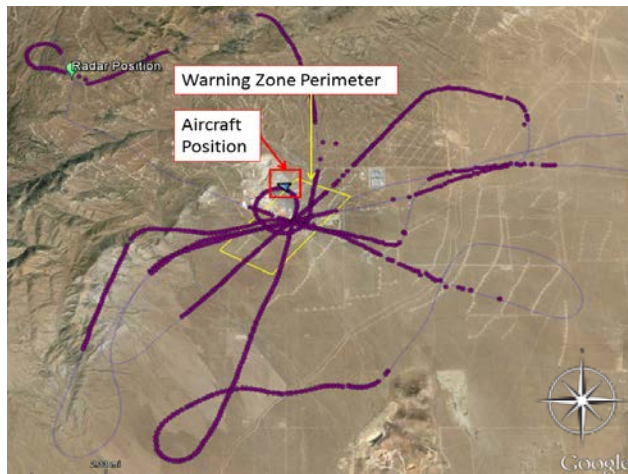 Radar Position
Warning Zone Perimeter
Aircraft
Position
Google